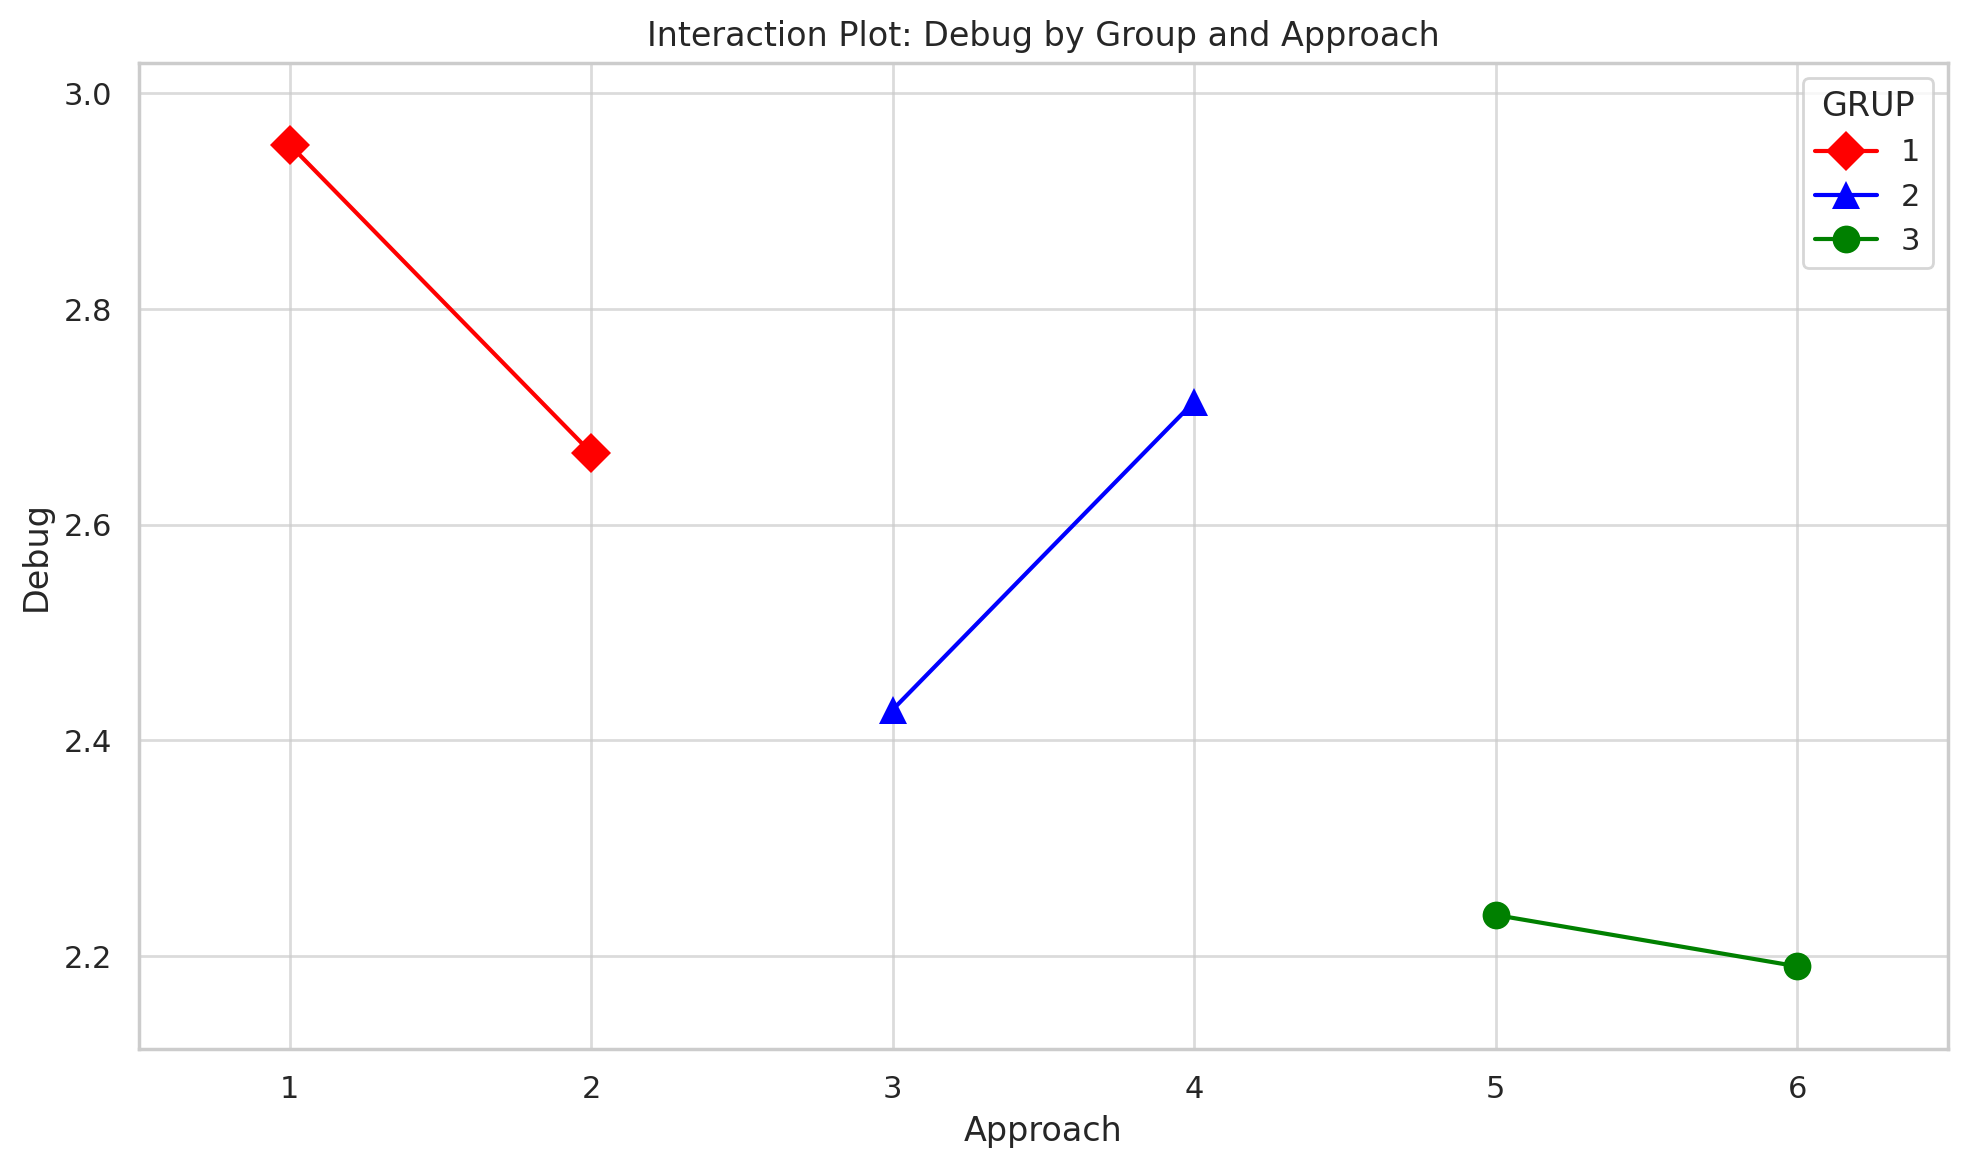 Interaction Plot: Debug by Group and Approach
GRUP
1
2
3
3.0
2.8
2.6
2.4
2.2
Debug
1 2 3 4 5 6
Approach